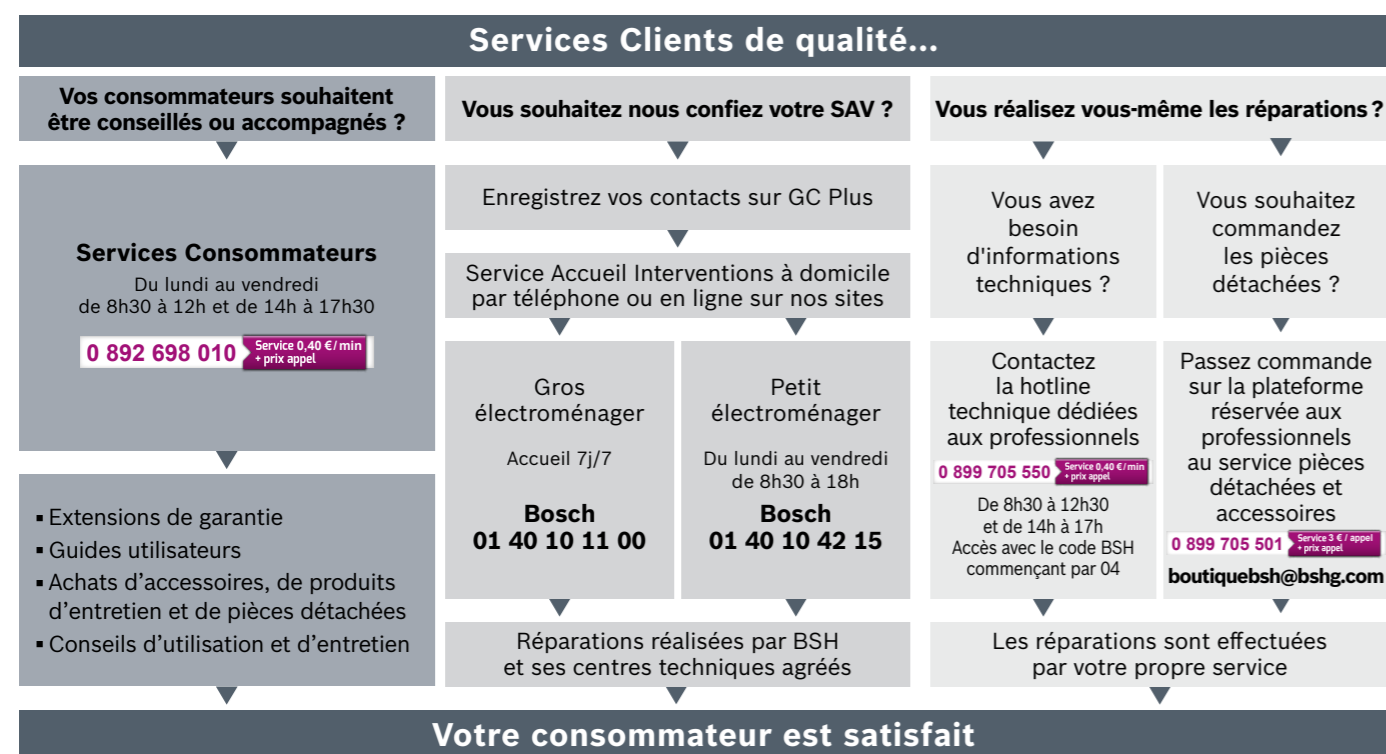 Services Clients de qualité...
Vos consommateurs souhaitent
être conseillés ou accompagnés ?
Services Consommateurs
Du lundi au vendredi
de 8h30 à 12h et de 14h à 17h30
0 892 698 010
Service 0,40 €/min
+ prix appel
▪ Extensions de garantie
▪ Guides utilisateurs
▪ Achats d’accessoires, de produits
d’entretien et de pièces détachées
▪ Conseils d’utilisation et d’entretien
Vous souhaitez nous confiez votre SAV ?
Enregistrez vos contacts sur GC Plus
Service Accueil Interventions à domicile
par téléphone ou en ligne sur nos sites
Gros
électroménager
Accueil 7j/7
Bosch
01 40 10 11 00
Petit
électroménager
Du lundi au vendredi
de 8h30 à 18h
Bosch
01 40 10 42 15
Réparations réalisées par BSH
et ses centres techniques agréés
Vous réalisez vous-même les réparations ?
Vous avez
besoin
d'informations
techniques ?
Contactez
la hotline
technique dédiées
aux professionnels
0 899 705 550
Service 0,40 €/min
+ prix appel
De 8h30 à 12h30
et de 14h à 17h
Accès avec le code BSH
commençant par 04
Vous souhaitez
commandez
les pièces
détachées ?
Passez commande
sur la plateforme
réservée aux
professionnels
au service pièces
détachées et
accessoires
0 899 705 501
Service 3 € / appel
+ prix appel
boutiquebsh@bshg.com
Les réparations sont effectuées
par votre propre service
Votre consommateur est satisfait